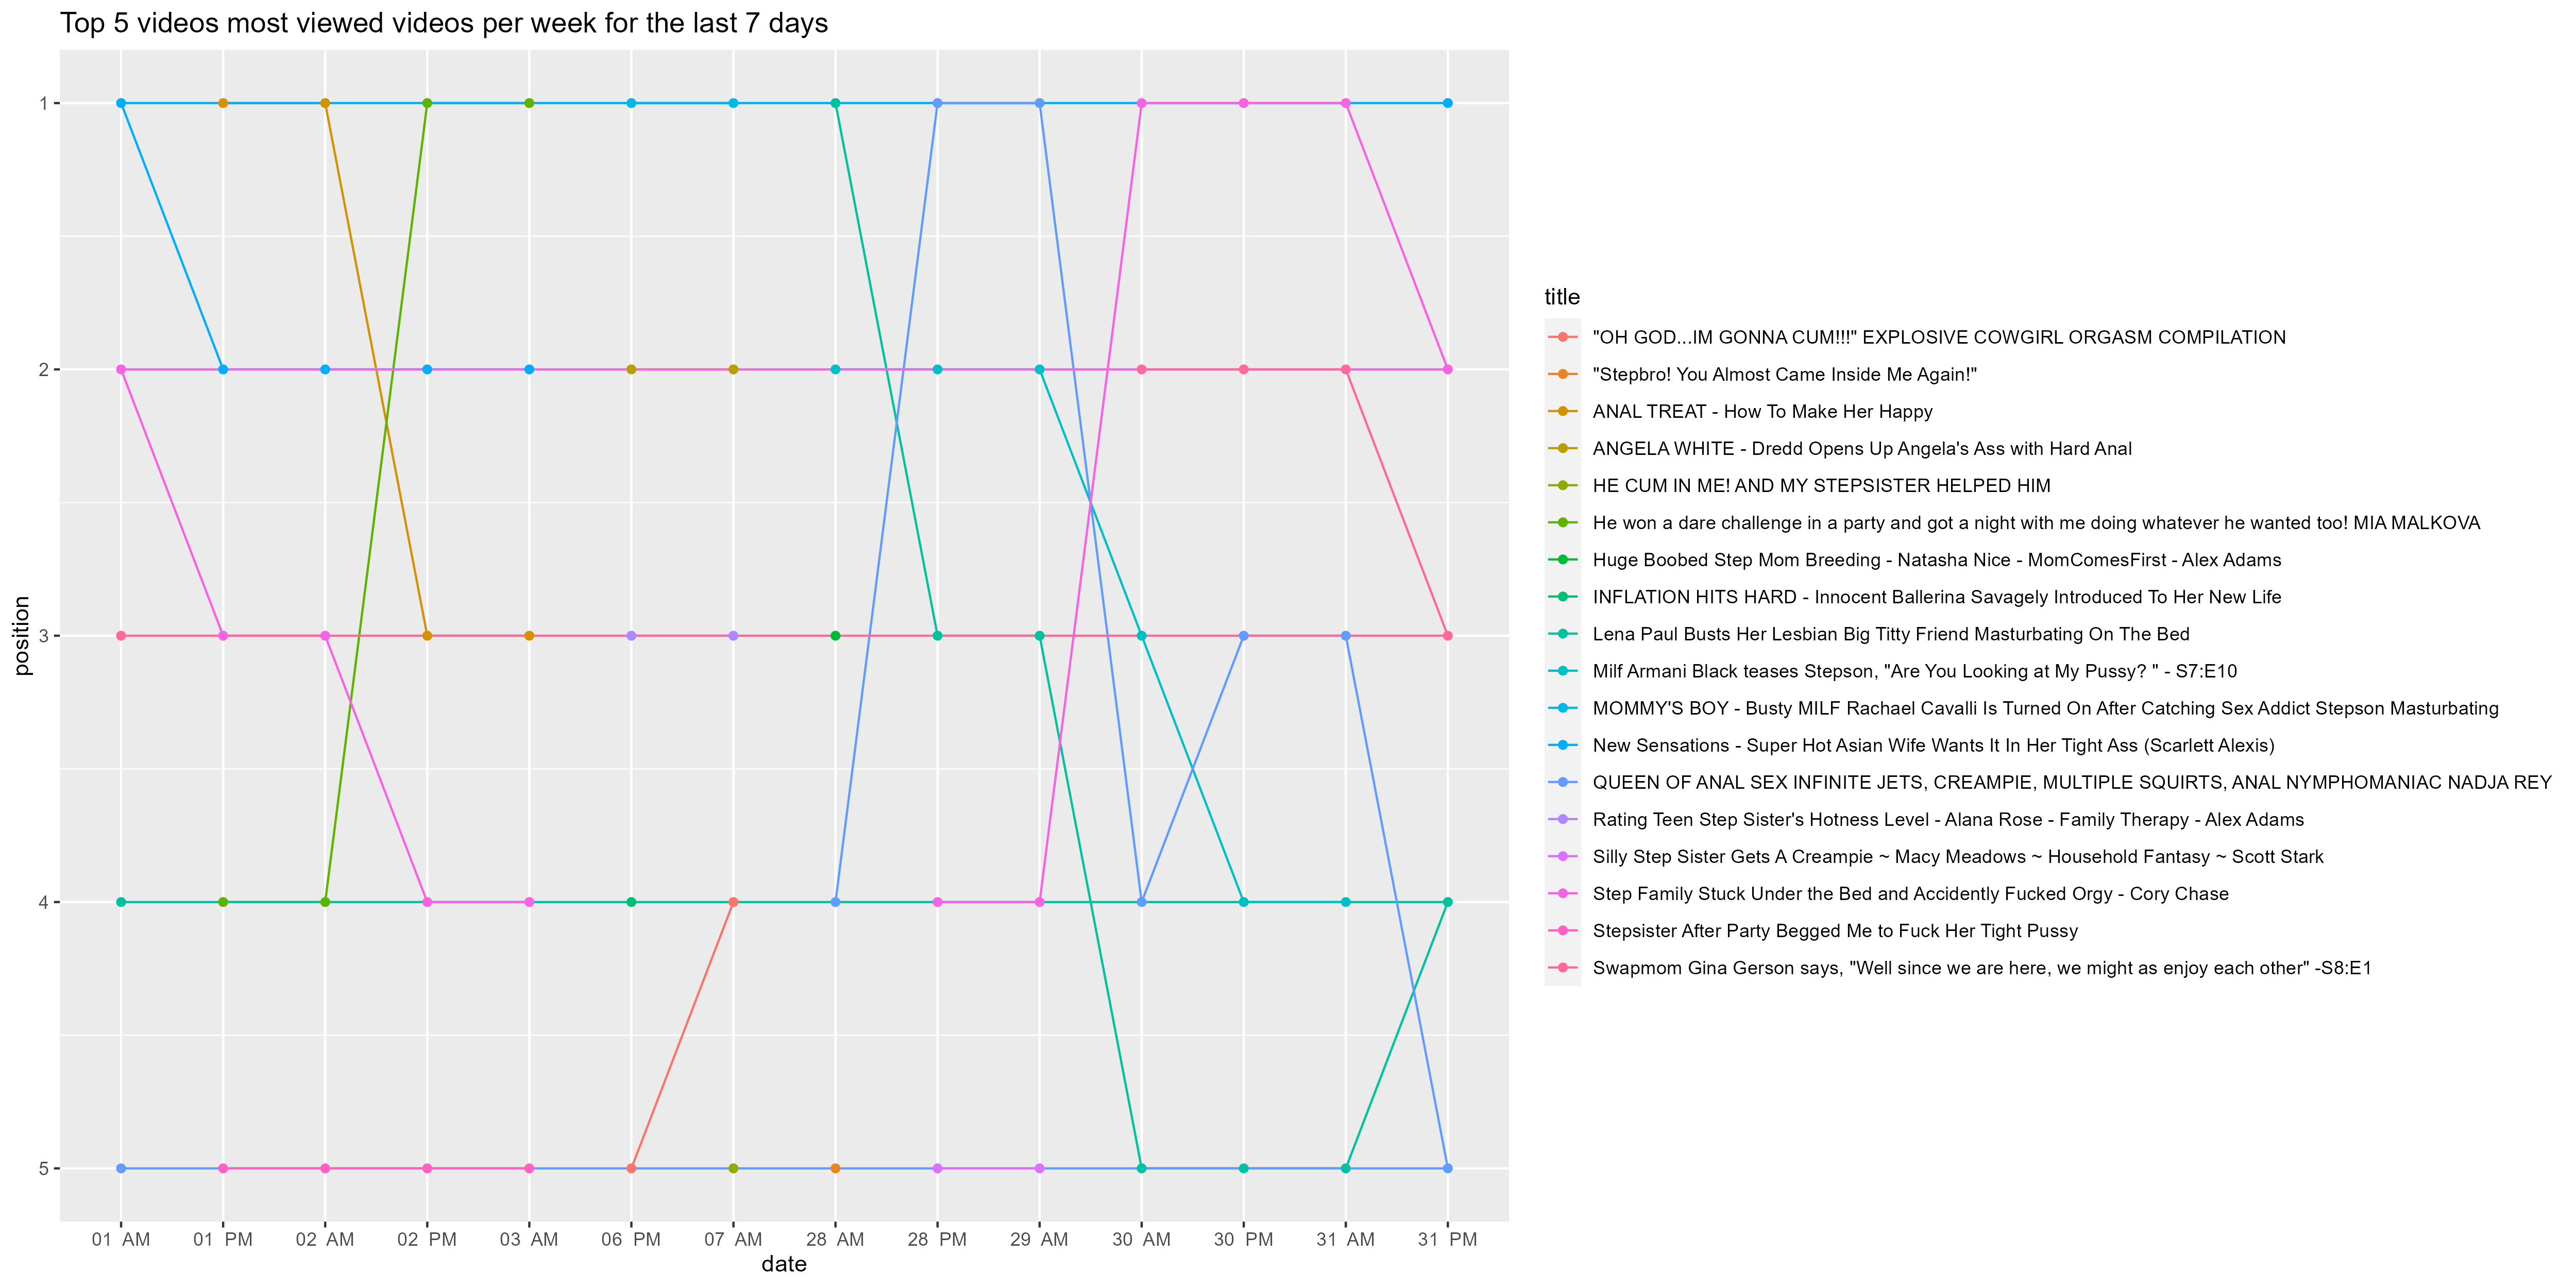 Top 5 videos most viewed videos per week for the last 7 days
position
1
2
3
4
5
01 AM 01 PM 02 AM 02 PM 03 AM 06 PM 07 AM 28 AM 28 PM 29 AM 30 AM 30 PM 31 AM 31 PM
date
title
"OH GOD...IM GONNA CUM!!!" EXPLOSIVE COWGIRL ORGASM COMPILATION
"Stepbro! You Almost Came Inside Me Again!"
ANAL TREAT - How To Make Her Happy
ANGELA WHITE - Dredd Opens Up Angela's Ass with Hard Anal
HE CUM IN ME! AND MY STEPSISTER HELPED HIM
He won a dare challenge in a party and got a night with me doing whatever he wanted too! MIA MALKOVA
Huge Boobed Step Mom Breeding - Natasha Nice - MomComesFirst - Alex Adams
INFLATION HITS HARD - Innocent Ballerina Savagely Introduced To Her New Life
Lena Paul Busts Her Lesbian Big Titty Friend Masturbating On The Bed
Milf Armani Black teases Stepson, "Are You Looking at My Pussy? " - S7:E10
MOMMY'S BOY - Busty MILF Rachael Cavalli Is Turned On After Catching Sex Addict Stepson Masturbating
New Sensations - Super Hot Asian Wife Wants It In Her Tight Ass (Scarlett Alexis)
QUEEN OF ANAL SEX INFINITE JETS, CREAMPIE, MULTIPLE SQUIRTS, ANAL NYMPHOMANIAC NADJA REY
Rating Teen Step Sister's Hotness Level - Alana Rose - Family Therapy - Alex Adams
Silly Step Sister Gets A Creampie ~ Macy Meadows ~ Household Fantasy ~ Scott Stark
Step Family Stuck Under the Bed and Accidently Fucked Orgy - Cory Chase
Stepsister After Party Begged Me to Fuck Her Tight Pussy
Swapmom Gina Gerson says, "Well since we are here, we might as enjoy each other" -S8:E1